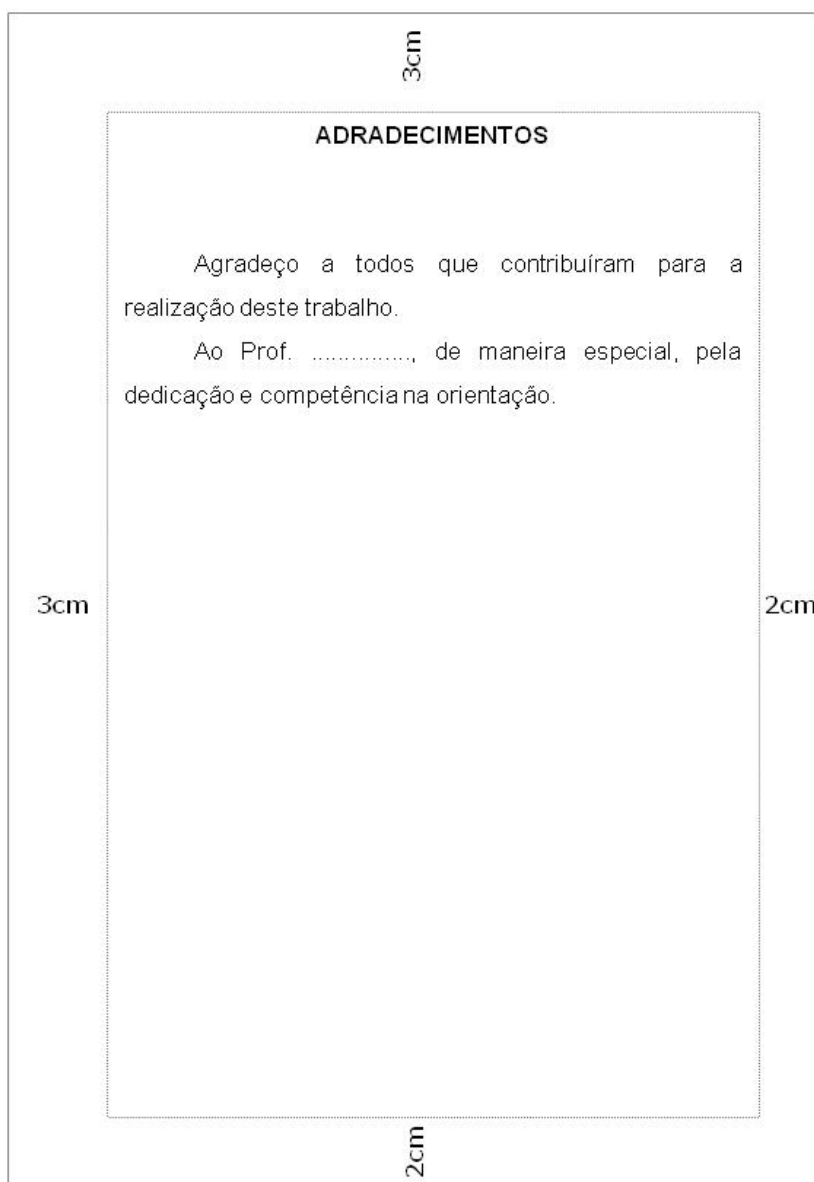 3cm
ADRADECIMENTOS
Agradeço a todos que contribuíram para a
realização deste trabalho.
Ao Prof. ..............., de maneira especial, pela
dedicação e competência na orientação.
3cm
2cm
2cm